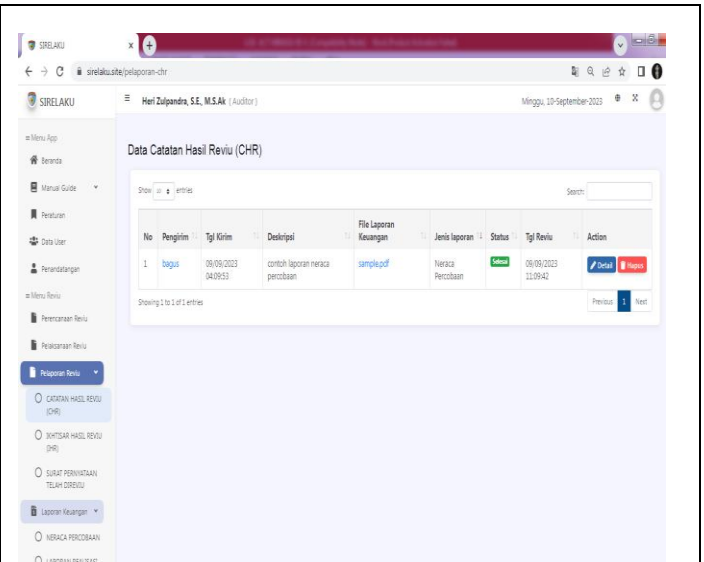 SIRELAKU
sirelaku.site/pelaporan-chr
SIRELAKU
Heri Zulpandra, S.E., M.S.Ak (Auditor)
Minggu, 10-September-2023
Menu App
Beranda
Manual Guide
Peraturan
Data User
Penandatangan
Menu Reviu
Perencanaan Reviu
Pelaksanaan Reviu
Pelaporan Reviu
CATATAN HASIL REVIU
(CHR)
IKHTISAR HASIL REVIU
(IHR)
SURAT PERNYATAAN
TELAH DIREVIU
Laporan Keuangan
NERACA PERCOBAAN
Data Catatan Hasil Reviu (CHR)
Show entries
Search:
No Pengirim Tgl Kirim Deskripsi File Laporan Keuangan Jenis laporan Status Tgl Reviu Action
1 bagus 09/09/2023 04:09:53 contoh laporan neraca percobaan sample.pdf Neraca Percobaan Selesai 09/09/2023 11:09:42 Detail Hapus
Showing 1 to 1 of 1 entries
Previous 1 Next